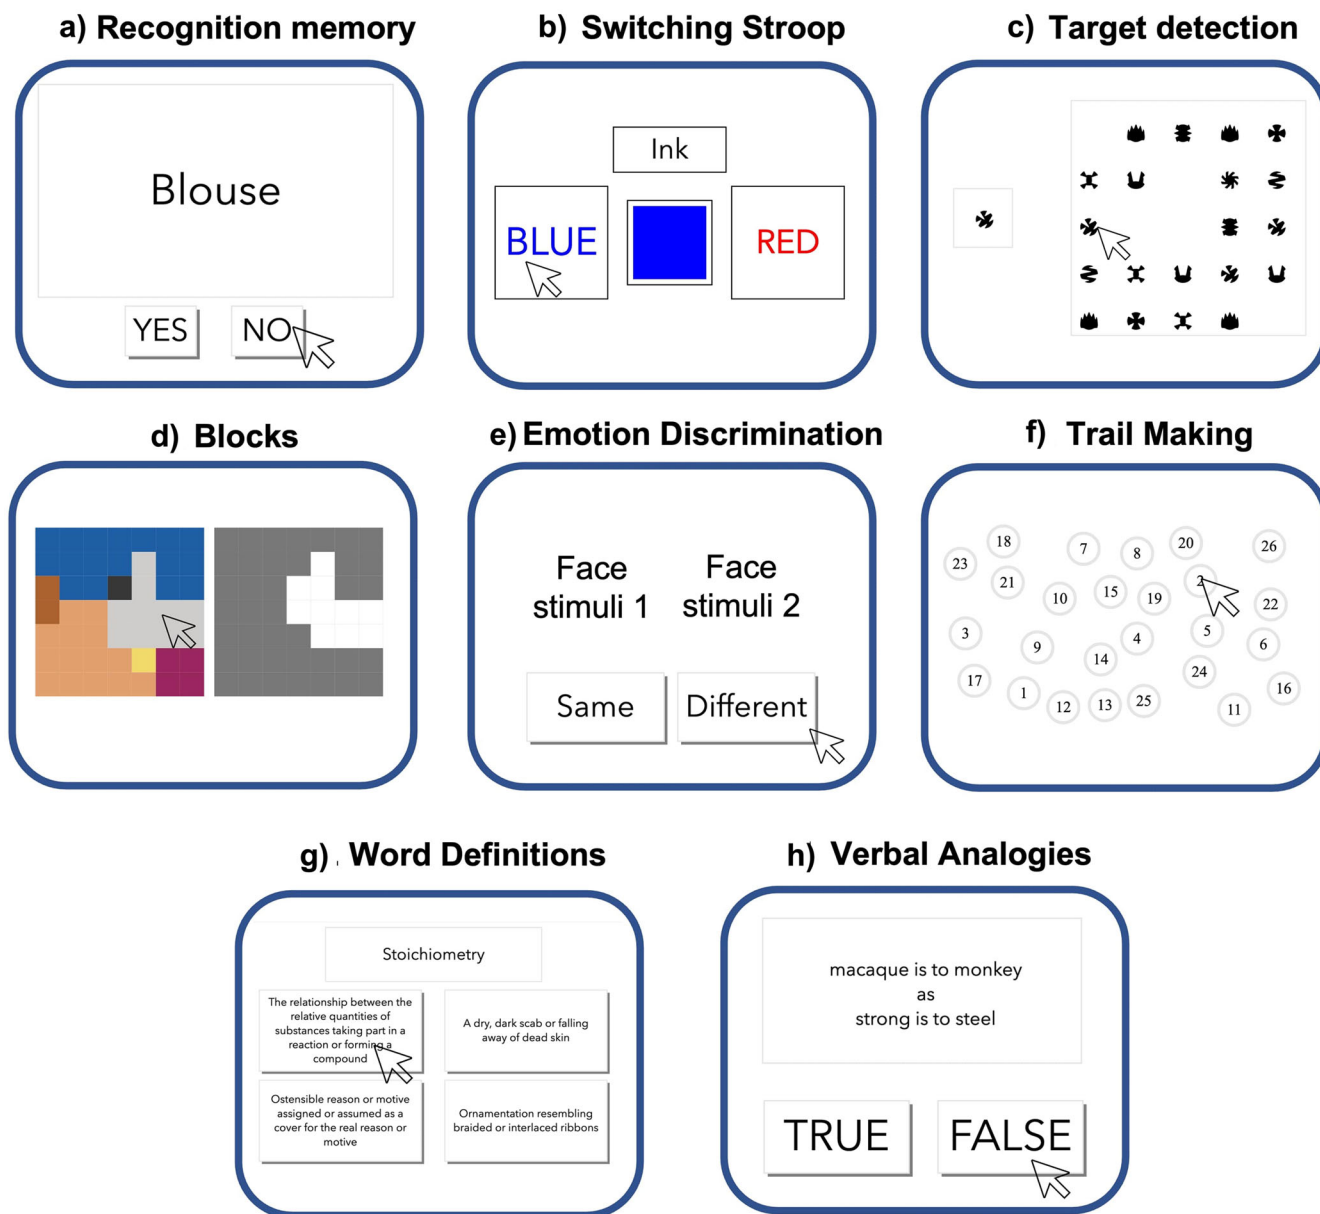 a) Recognition memory
Blouse
YES
NO
b) Switching Stroop
Ink
BLUE
RED
c) Target detection
d) Blocks
e) Emotion Discrimination
Face
stimuli 1
Face
stimuli 2
Same
Different
f) Trail Making
18
7
8
20
26
23
21
10
15
19
2
22
3
9
14
4
5
6
17
1
12
13
25
24
11
16
g) . Word Definitions
Stoichiometry
The relationship between the
relative quantities of
substances taking part in a
reaction or forming a
compound
A dry, dark scab or falling
away of dead skin
Ostensible reason or motive
assigned or assumed as a
cover for the real reason or
motive
Ornamentation resembling
braided or interlaced ribbons
h) Verbal Analogies
macaque is to monkey
as
strong is to steel
TRUE
FALSE